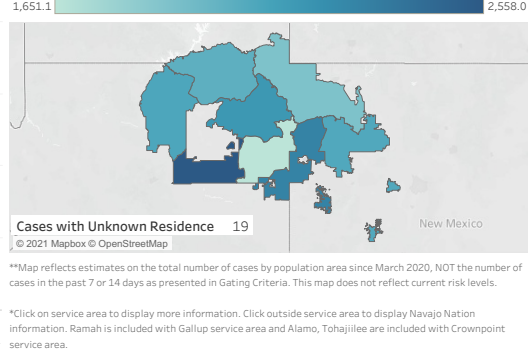 1,651.1 2,558.0
New Mexico
Cases with Unknown Residence 19
© 2021 Mapbox © OpenStreetMap
**Map reflects estimates on the total number of cases by population area since March 2020, NOT the number of
cases in the past 7 or 14 days as presented in Gating Criteria. This map does not reflect current risk levels.
*Click on service area to display more information. Click outside service area to display Navajo Nation
information. Ramah is included with Gallup service area and Alamo, Tohajiilee are included with Crownpoint
service area.